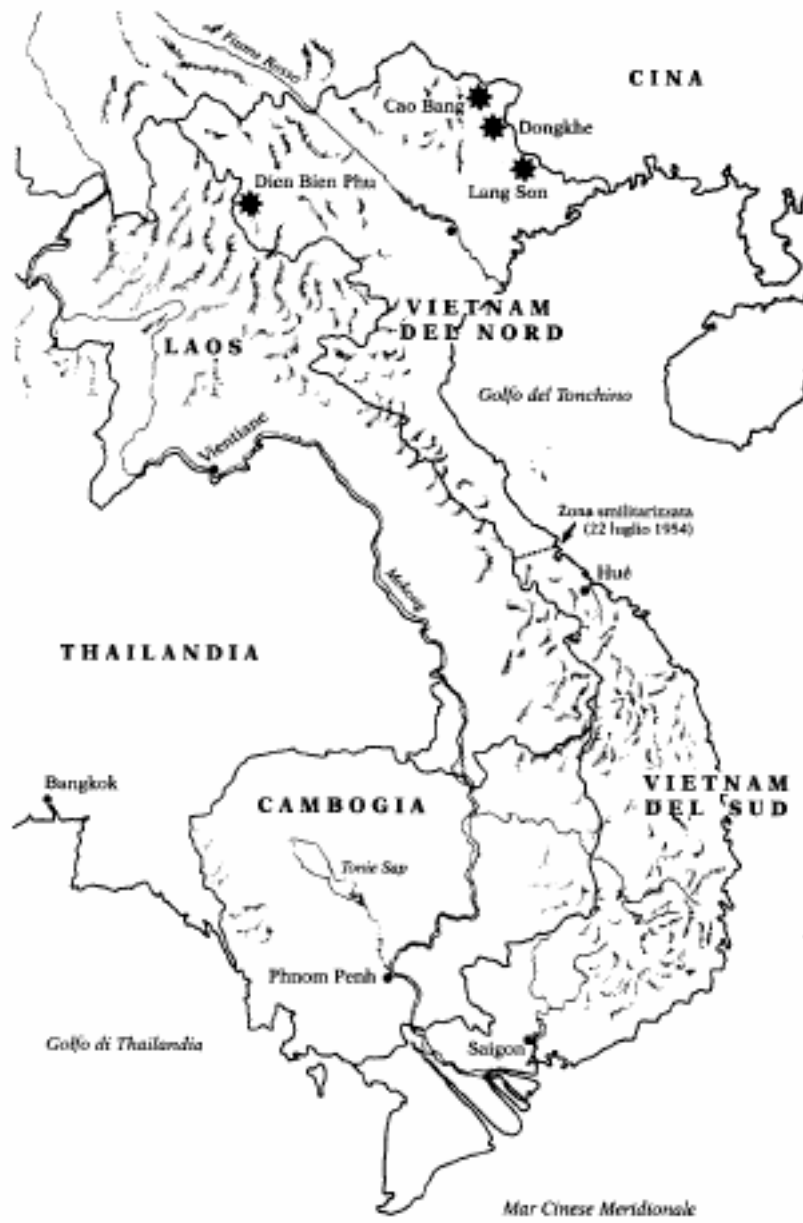 Fiume Rosso
CINA
Cao Bang
Dongkhe
Dien Bien Phu
Lang Son
VIETNAM
DEL NORD
LAOS
Golfo del Tonchino
Vientiane
Zona smilitarizzata
(22 luglio 1954)
Hué
Mekong
THAILANDIA
Bangkok
CAMBOGIA
VIETNAM
DEL SUD
Tonle Sap
Phnom Penh
Golfo di Thailandia
Saigon
Mar Cinese Meridionale